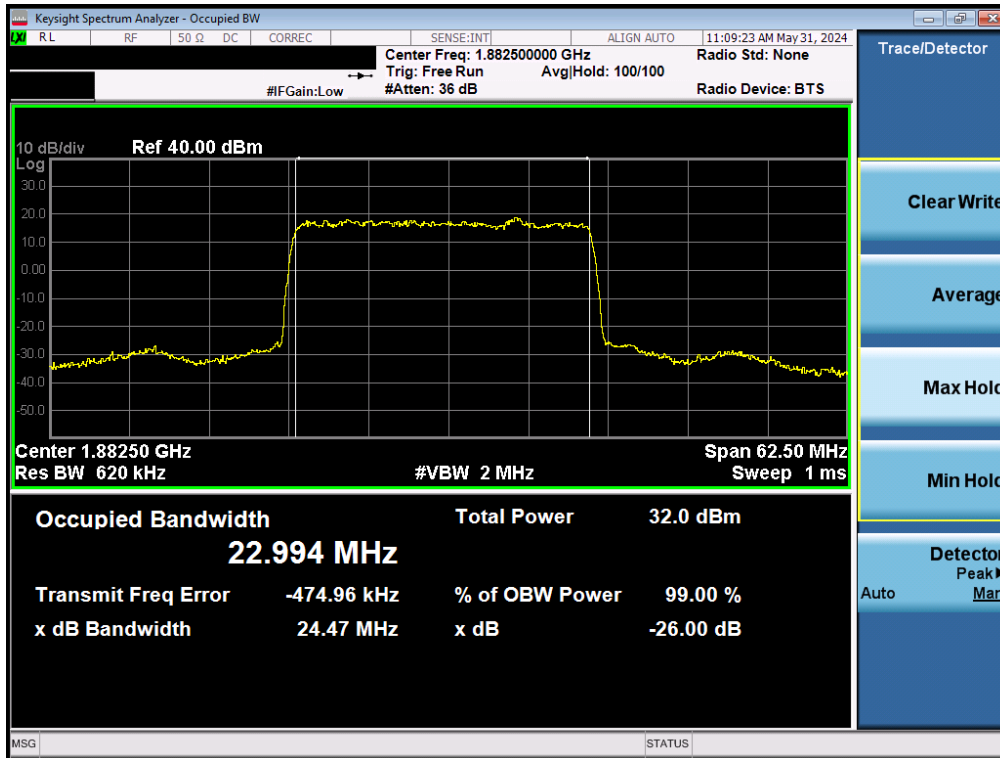 Keysight Spectrum Analyzer - Occupied BW
LXI RL RF 50 Ω DC CORREC SENSE:INT ALIGN AUTO 11:09:23 AM May 31, 2024
Center Freq: 1.882500000 GHz Radio Std: None
Trig: Free Run Avg|Hold: 100/100
#IFGain:Low #Atten: 36 dB Radio Device: BTS
Trace/Detector
10 dB/div Ref 40.00 dBm
Log
30.0
20.0
10.0
0.00
-10.0
-20.0
-30.0
-40.0
-50.0
Center 1.88250 GHz Span 62.50 MHz
Res BW 620 kHz #VBW 2 MHz Sweep 1 ms
Occupied Bandwidth Total Power 32.0 dBm
22.994 MHz
Transmit Freq Error -474.96 kHz % of OBW Power 99.00 %
x dB Bandwidth 24.47 MHz x dB -26.00 dB
Clear Write
Average
Max Hold
Min Hold
Detector
Peak
Auto Man
MSG STATUS